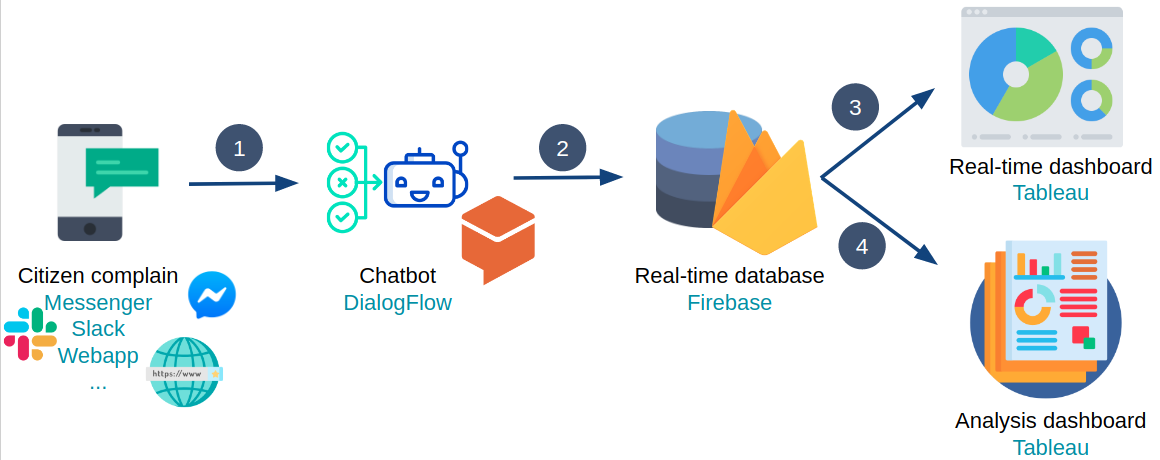 1
2
3
4
Citizen complain
Messenger
Slack
Webapp
...
https://www
Chatbot
DialogFlow
Real-time database
Firebase
Real-time dashboard
Tableau
Analysis dashboard
Tableau